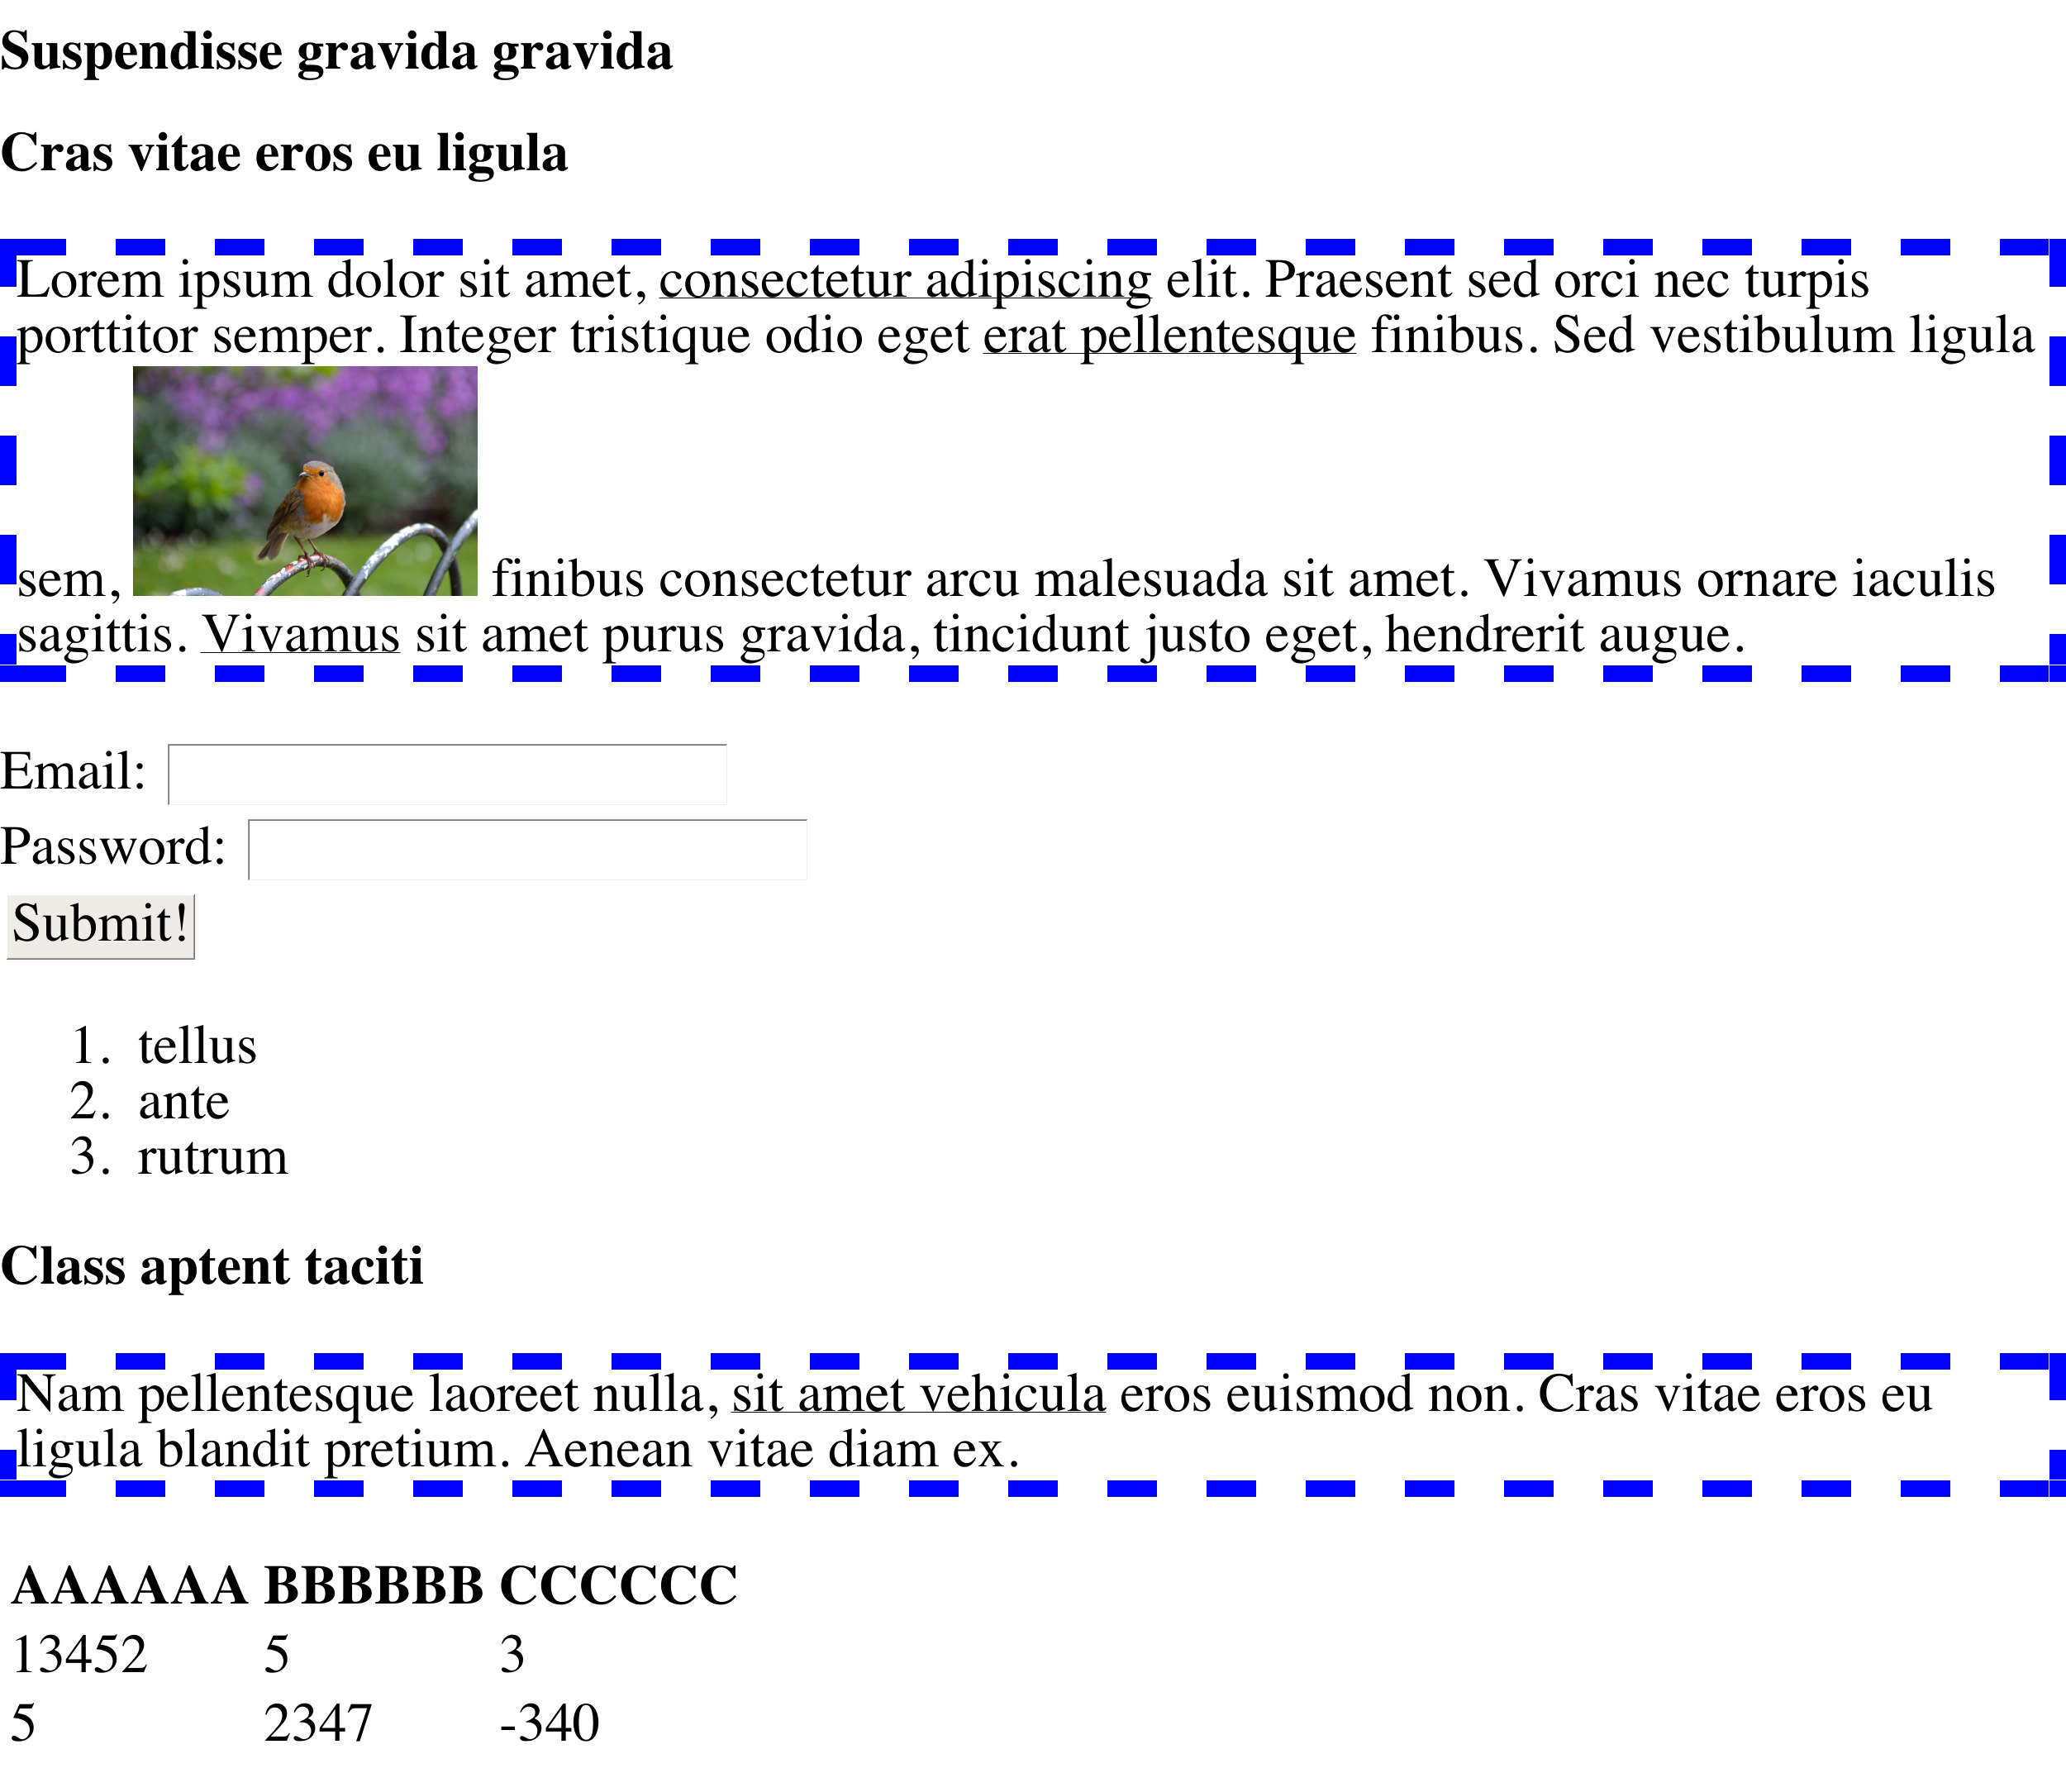 Suspendisse gravida gravida
Cras vitae eros eu ligula
Lorem ipsum dolor sit amet, consectetur adipiscing elit. Praesent sed orci nec turpis
porttitor semper. Integer tristique odio eget erat pellentesque finibus. Sed vestibulum ligula
sem, finibus consectetur arcu malesuada sit amet. Vivamus ornare iaculis
sagittis. Vivamus sit amet purus gravida, tincidunt justo eget, hendrerit augue.
Email:
Password:
Submit!
1. tellus
2. ante
3. rutrum
Class aptent taciti
Nam pellentesque laoreet nulla, sit amet vehicula eros euismod non. Cras vitae eros eu
ligula blandit pretium. Aenean vitae diam ex.
AAAAAA BBBBBB CCCCCC
13452 5 3
5 2347 -340